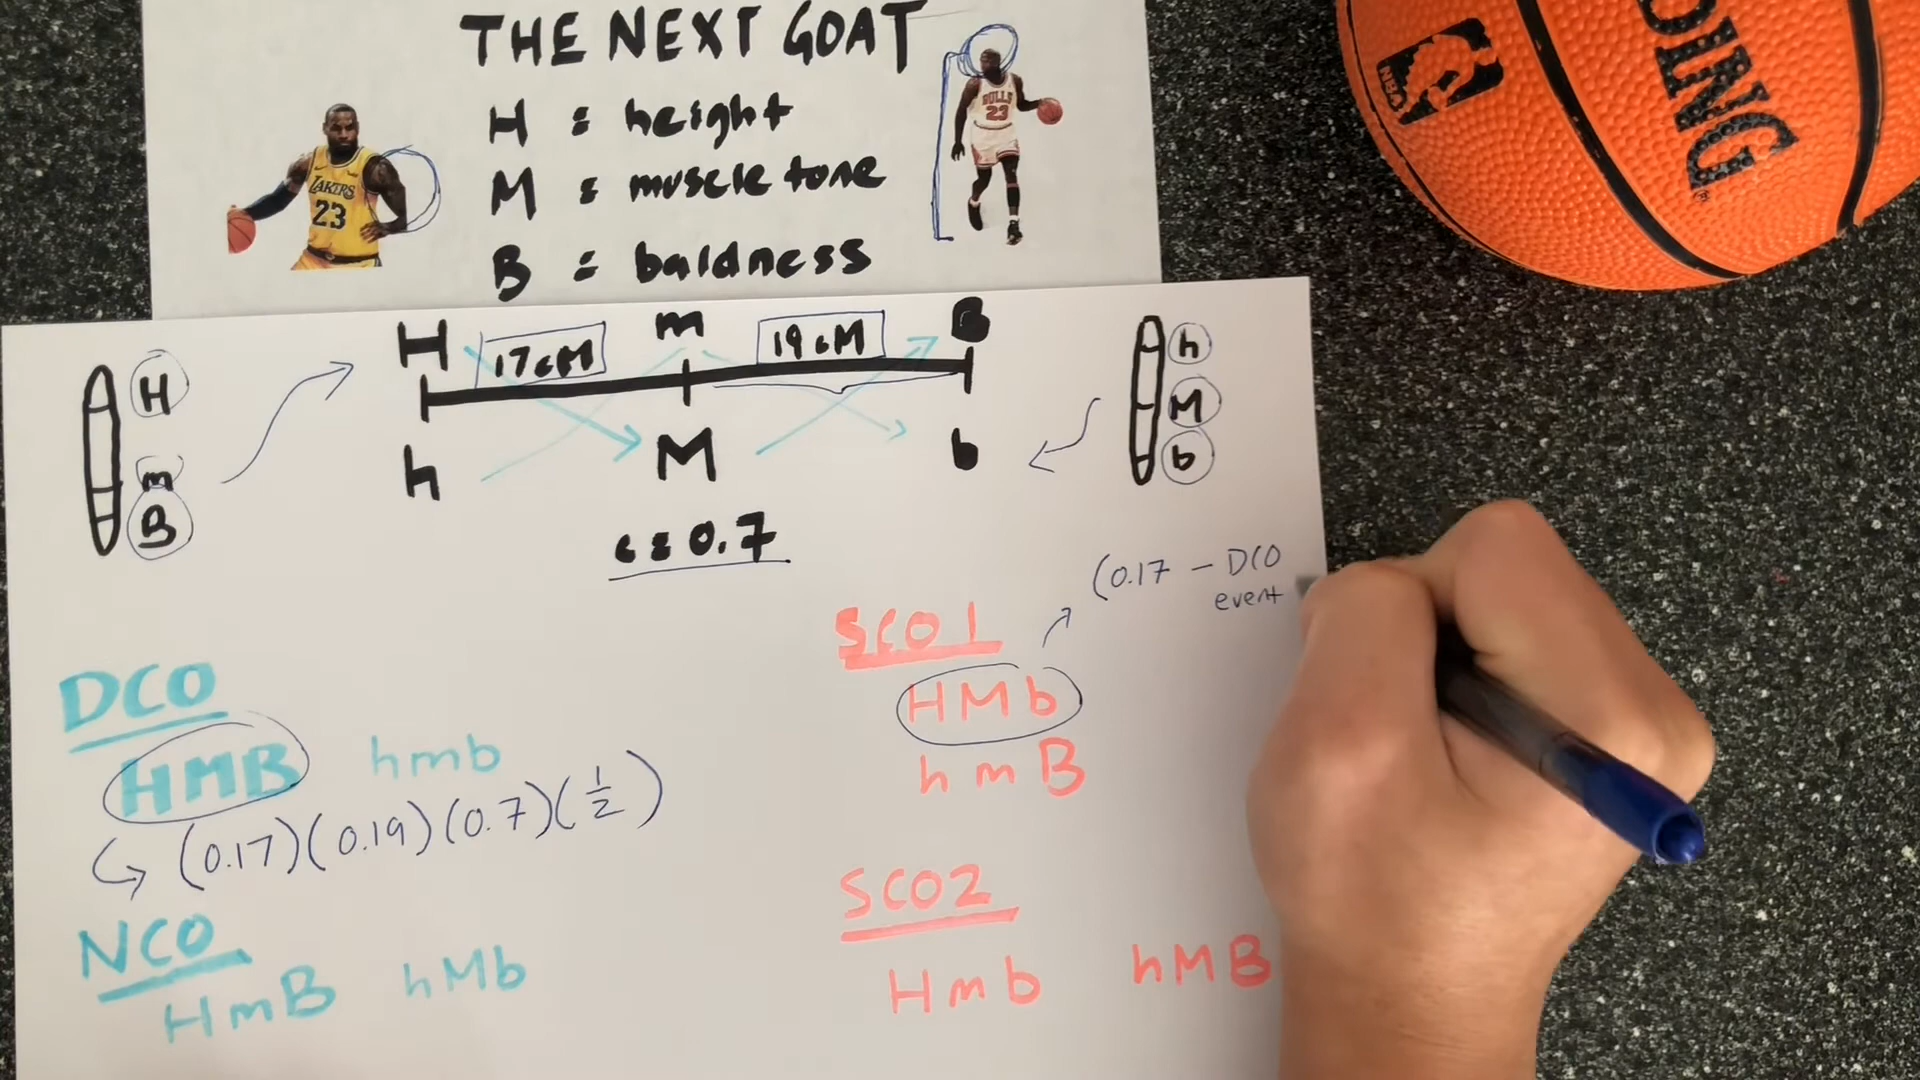 THE NEXT GOAT
H = height
M = muscle tone
B = baldness
LAKERS
23
BULLS
23
NBA
DING
H m B
17cM
19cM
h M b
H
m
B
h
M
b
c = 0.7
(0.17 - DCO
event
DCO
HMB hmb
(0.17)(0.19)(0.7)(1/2)
NCO
HmB hMb
SCO1
HMb
hmB
SCO2
Hmb hMB